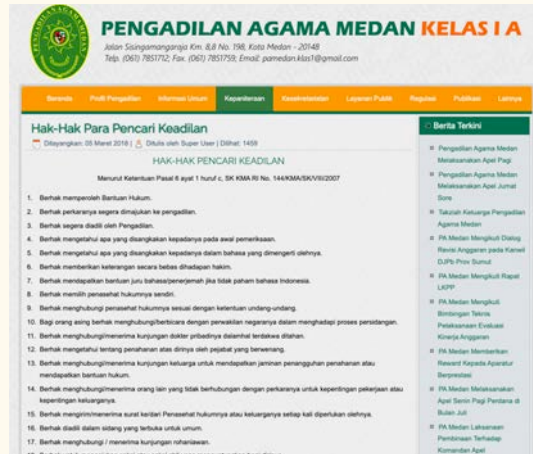 PENGADILAN AGAMA MEDAN
PENGADILAN AGAMA MEDAN KELAS I A
Jalan Sisingamangaraja Km. 8,8 No. 198, Kota Medan - 20148
Telp. (061) 7851712; Fax. (061) 7851759; Email: pamedan.klas1@gmail.com
Beranda Profil Pengadilan Informasi Umum Kepaniteraan Kesekretariatan Layanan Publik Regulasi Publikasi Lainnya
Hak-Hak Para Pencari Keadilan
Ditayangkan: 05 Maret 2018 | Ditulis oleh Super User | Dilihat: 1459
HAK-HAK PENCARI KEADILAN
Menurut Ketentuan Pasal 6 ayat 1 huruf c, SK KMA RI No. 144/KMA/SK/VIII/2007
1. Berhak memperoleh Bantuan Hukum.
2. Berhak perkaranya segera dimajukan ke pengadilan.
3. Berhak segera diadili oleh Pengadilan.
4. Berhak mengetahui apa yang disangkakan kepadanya pada awal pemeriksaan.
5. Berhak mengetahui apa yang disangkakan kepadanya dalam bahasa yang dimengerti olehnya.
6. Berhak memberikan keterangan secara bebas dihadapan hakim.
7. Berhak mendapatkan bantuan juru bahasa/penerjemah jika tidak paham bahasa Indonesia.
8. Berhak memilih penasehat hukumnya sendiri.
9. Berhak menghubungi penasehat hukumnya sesuai dengan ketentuan undang-undang.
10. Bagi orang asing berhak menghubungi/berbicara dengan perwakilan negaranya dalam menghadapi proses persidangan.
11. Berhak menghubungi/menerima kunjungan dokter pribadinya dalamhal terdakwa ditahan.
12. Berhak mengetahui tentang penahanan atas dirinya oleh pejabat yang berwenang.
13. Berhak menghubungi/menerima kunjungan keluarga untuk mendapatkan jaminan penangguhan penahanan atau
mendapatkan bantuan hukum.
14. Berhak menghubungi/menerima orang lain yang tidak berhubungan dengan perkaranya untuk kepentingan pekerjaan atau
kepentingan keluarganya.
15. Berhak mengirim/menerima surat ke/dari Penasehat hukumnya atau keluarganya setiap kali diperlukan olehnya.
16. Berhak diadili dalam sidang yang terbuka untuk umum.
17. Berhak menghubungi / menerima kunjungan rohaniawan.
Berita Terkini
Pengadilan Agama Medan
Melaksanakan Apel Pagi
Pengadilan Agama Medan
Melaksanakan Apel Jumat
Sore
Takziah Keluarga Pengadilan
Agama Medan
PA Medan Mengikuti Dialog
Revisi Anggaran pada Kanwil
DJPb Prov Sumut
PA Medan Mengikuti Rapat
LKPP
PA Medan Mengikuti
Bimbingan Teknis
Pelaksanaan Evaluasi
Kinerja Anggaran
PA Medan Memberikan
Reward Kepada Aparatur
Berprestasi
PA Medan Melaksanakan
Apel Senin Pagi Perdana di
Bulan Juli
PA Medan Laksanaan
Pembinaan Terhadap
Komandan Apel